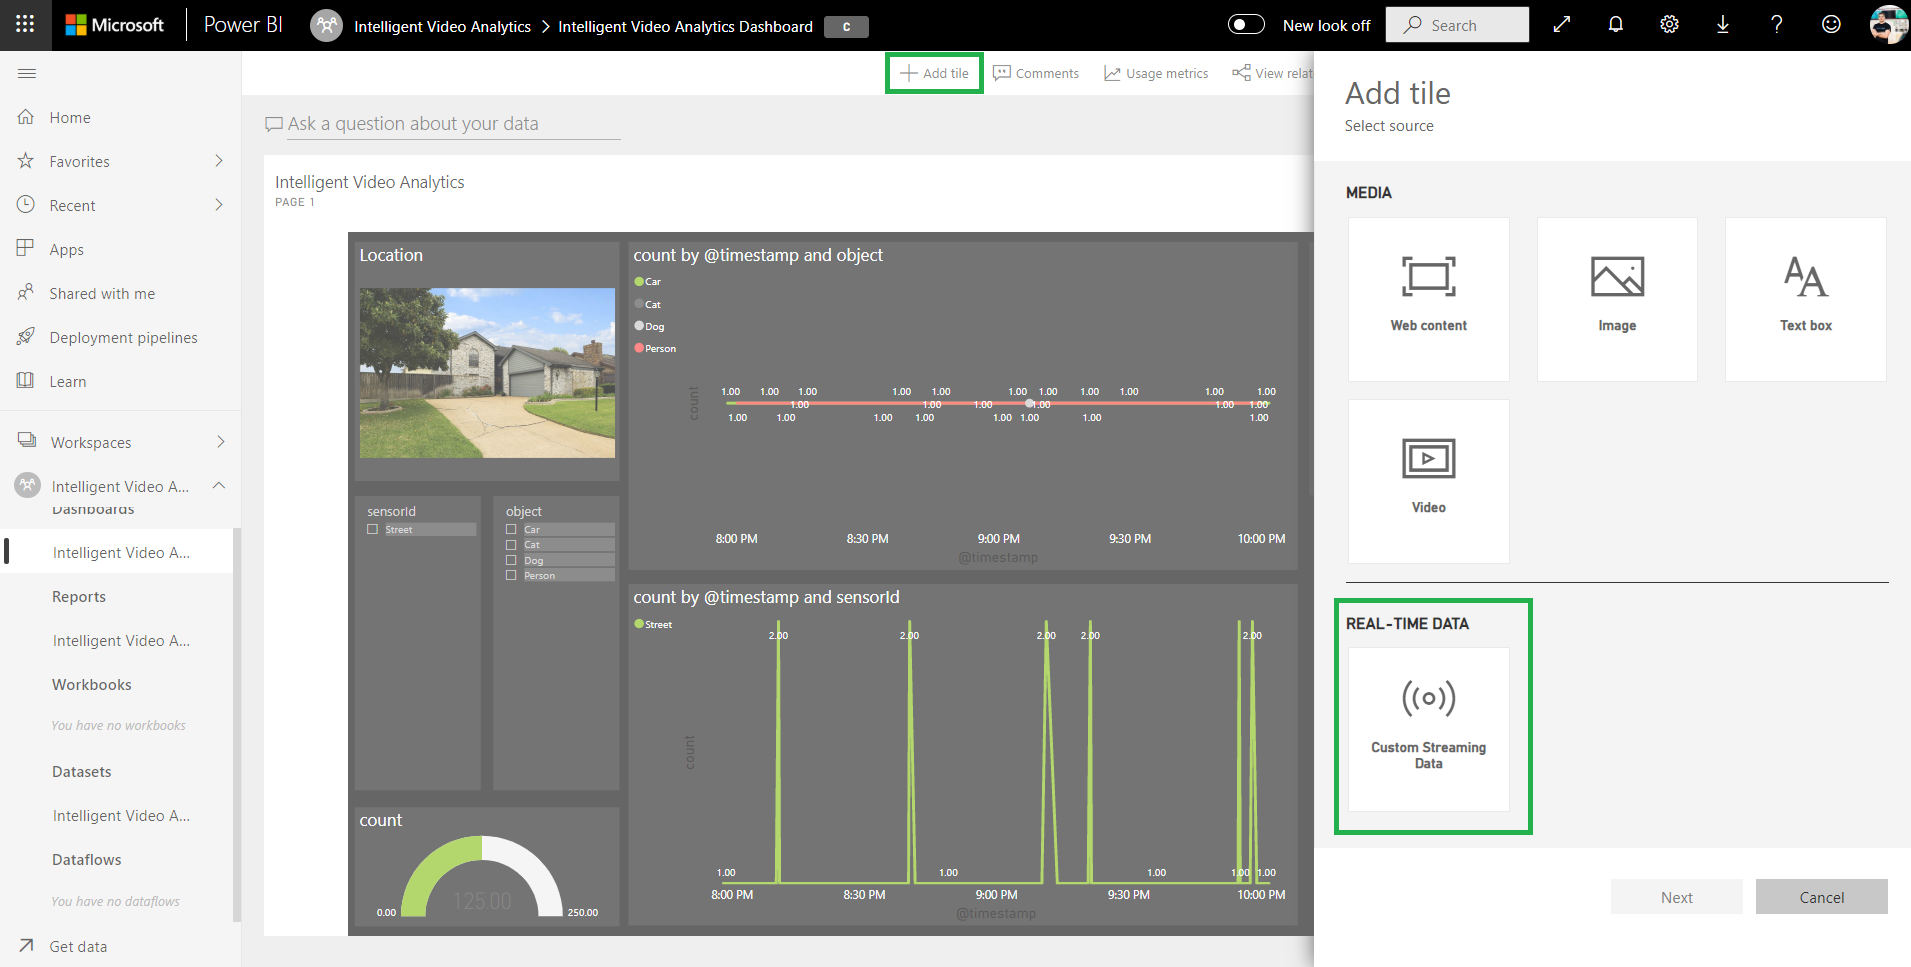 Microsoft
Power BI
Intelligent Video Analytics
Intelligent Video Analytics Dashboard
C
New look off
Search
Home
Favorites
Recent
Apps
Shared with me
Deployment pipelines
Learn
Workspaces
Intelligent Video A...
Dashboards
Intelligent Video A...
Reports
Intelligent Video A...
Workbooks
You have no workbooks
Datasets
Intelligent Video A...
Dataflows
You have no dataflows
Get data
Add tile
Comments
Usage metrics
View relat
Ask a question about your data
Intelligent Video Analytics
PAGE 1
Location
sensorId
Street
object
Car
Cat
Dog
Person
count
0.00
125.00
250.00
count by @timestamp and object
Car
Cat
Dog
Person
count
1.00 1.00 1.00 1.00 1.00 1.00 1.00 1.00 1.00 1.00 1.00
1.00 1.00 1.00 1.00 1.00 1.00
1.00 1.00 1.00 1.00 1.00 1.00 1.00 1.00
8:00 PM 8:30 PM 9:00 PM 9:30 PM 10:00 PM
@timestamp
count by @timestamp and sensorId
Street
2.00 2.00 2.00 2.00 2.00
count
1.00 1.00 1.00 1.00 1.00
8:00 PM 8:30 PM 9:00 PM 9:30 PM 10:00 PM
@timestamp
Add tile
Select source
MEDIA
Web content
Image
Text box
Video
REAL-TIME DATA
Custom Streaming
Data
Next
Cancel